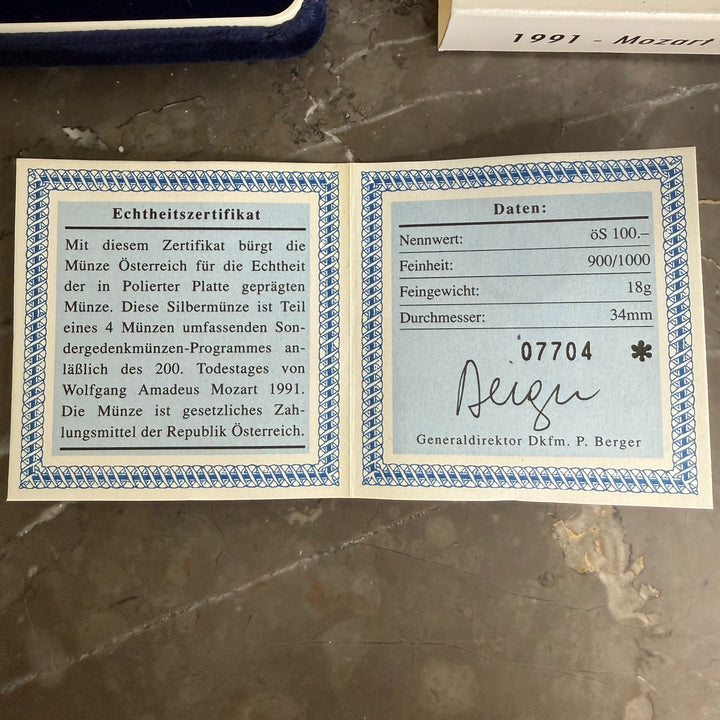 1991 - Mozart
Echtheitszertifikat
Mit diesem Zertifikat bürgt die
Münze Österreich für die Echtheit
der in Polierter Platte geprägten
Münze. Diese Silbermünze ist Teil
eines 4 Münzen umfassenden Son-
dergedenkmünzen-Programmes an-
läßlich des 200. Todestages von
Wolfgang Amadeus Mozart 1991.
Die Münze ist gesetzliches Zah-
lungsmittel der Republik Österreich.
Daten:
Nennwert: öS 100.–
Feinheit: 900/1000
Feingewicht: 18g
Durchmesser: 34mm
07704 *
Generaldirektor Dkfm. P. Berger